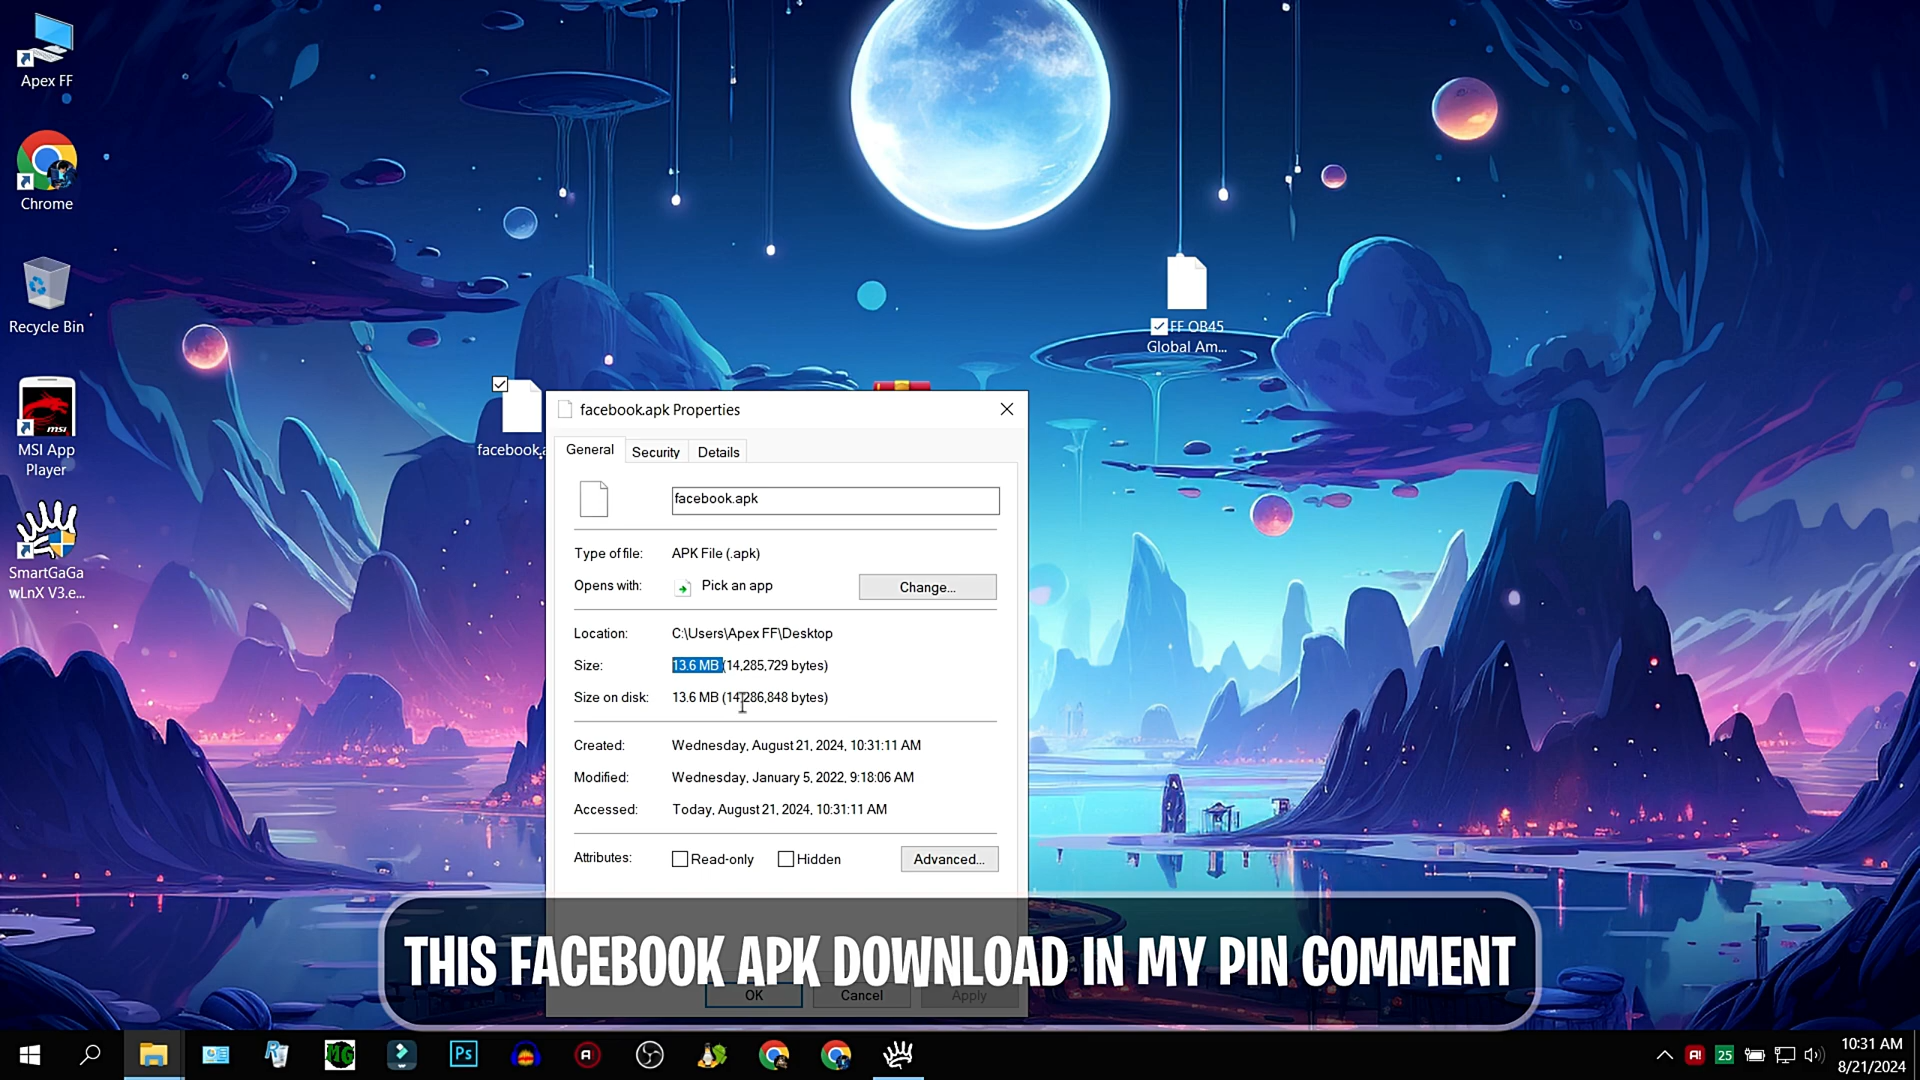 Apex FF
Chrome
Recycle Bin
MSI App
Player
SmartGaGa
wLnX V3.e...
FF OB45
Global Am...
facebook.a
facebook.apk Properties
General
Security
Details
facebook.apk
Type of file:
APK File (.apk)
Opens with:
Pick an app
Change...
Location:
C:\Users\Apex FF\Desktop
Size:
13.6 MB (14,285,729 bytes)
Size on disk:
13.6 MB (14,286,848 bytes)
Created:
Wednesday, August 21, 2024, 10:31:11 AM
Modified:
Wednesday, January 5, 2022, 9:18:06 AM
Accessed:
Today, August 21, 2024, 10:31:11 AM
Attributes:
Read-only
Hidden
Advanced...
THIS FACEBOOK APK DOWNLOAD IN MY PIN COMMENT
OK
Cancel
Apply
msi
MG
Ps
A!
A!
25
10:31 AM
8/21/2024